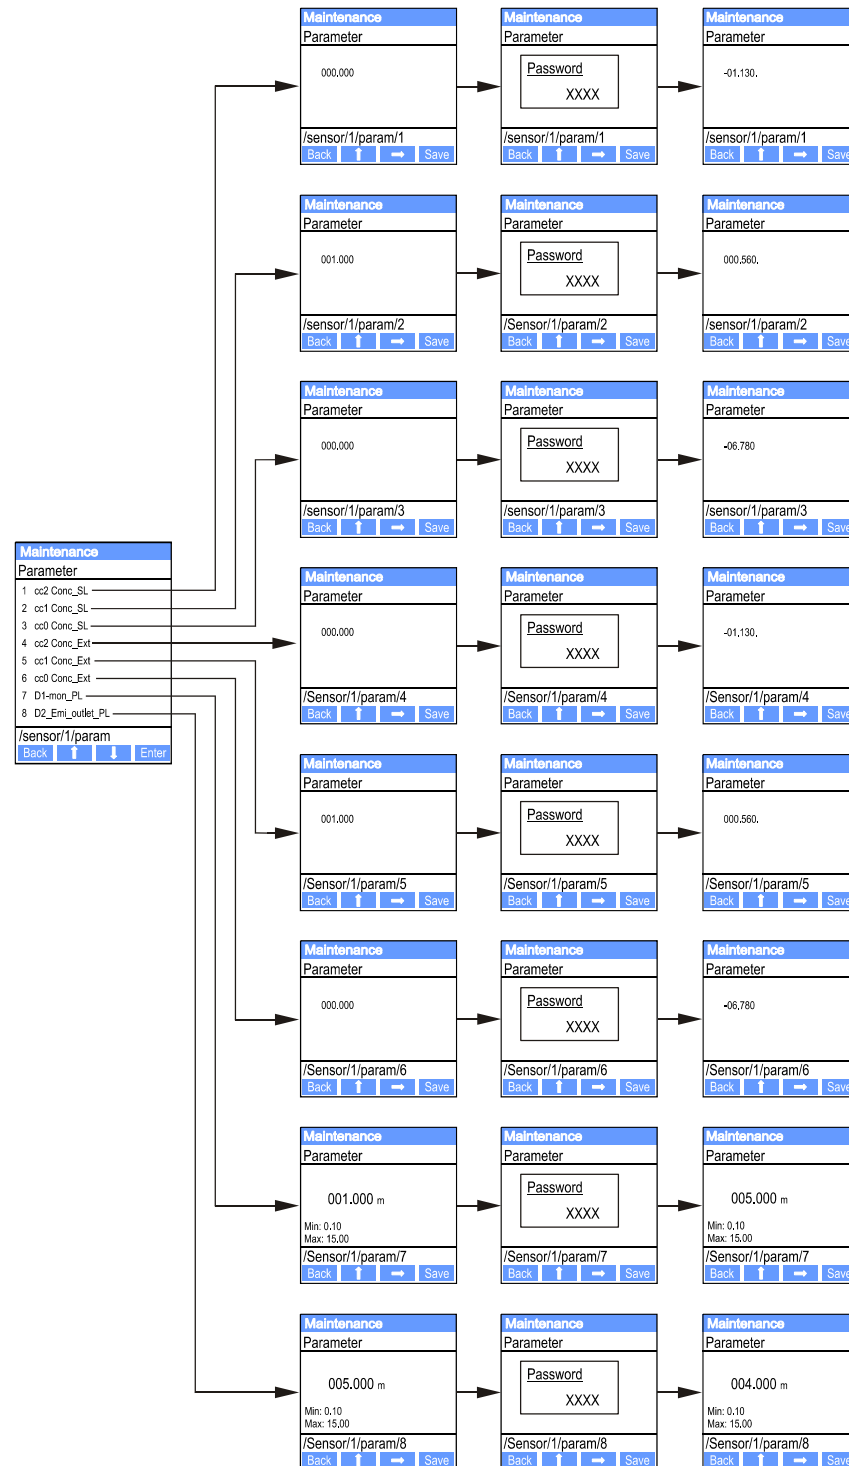 Maintenance
Parameter
000.000
/sensor/1/param/1
Back Save
Maintenance
Parameter
Password
XXXX
/sensor/1/param/1
Back Save
Maintenance
Parameter
-01.130.
/sensor/1/param/1
Back Save
Maintenance
Parameter
001.000
/sensor/1/param/2
Back Save
Maintenance
Parameter
Password
XXXX
/Sensor/1/param/2
Back Save
Maintenance
Parameter
000.560.
/sensor/1/param/2
Back Save
Maintenance
Parameter
000.000
/sensor/1/param/3
Back Save
Maintenance
Parameter
Password
XXXX
/sensor/1/param/3
Back Save
Maintenance
Parameter
-06.780
/sensor/1/param/3
Back Save
Maintenance
Parameter
1 cc2 Conc_SL
2 cc1 Conc_SL
3 cc0 Conc_SL
4 cc2 Conc_Ext
5 cc1 Conc_Ext
6 cc0 Conc_Ext
7 D1-mon_PL
8 D2_Emi_outlet_PL
/sensor/1/param
Back Enter
Maintenance
Parameter
000.000
/Sensor/1/param/4
Back Save
Maintenance
Parameter
Password
XXXX
/Sensor/1/param/4
Back Save
Maintenance
Parameter
-01,130.
/Sensor/1/param/4
Back Save
Maintenance
Parameter
001.000
/Sensor/1/param/5
Back Save
Maintenance
Parameter
Password
XXXX
/Sensor/1/param/5
Back Save
Maintenance
Parameter
000.560.
/Sensor/1/param/5
Back Save
Maintenance
Parameter
000.000
/Sensor/1/param/6
Back Save
Maintenance
Parameter
Password
XXXX
/Sensor/1/param/6
Back Save
Maintenance
Parameter
-06,780
/Sensor/1/param/6
Back Save
Maintenance
Parameter
001.000 m
Min: 0.10
Max: 15.00
/Sensor/1/param/7
Back Save
Maintenance
Parameter
Password
XXXX
/Sensor/1/param/7
Back Save
Maintenance
Parameter
005.000 m
Min: 0.10
Max: 15.00
/Sensor/1/param/7
Back Save
Maintenance
Parameter
005.000 m
Min: 0.10
Max: 15.00
/Sensor/1/param/8
Back Save
Maintenance
Parameter
Password
XXXX
/Sensor/1/param/8
Back Save
Maintenance
Parameter
004.000 m
Min: 0.10
Max: 15.00
/Sensor/1/param/8
Back Save